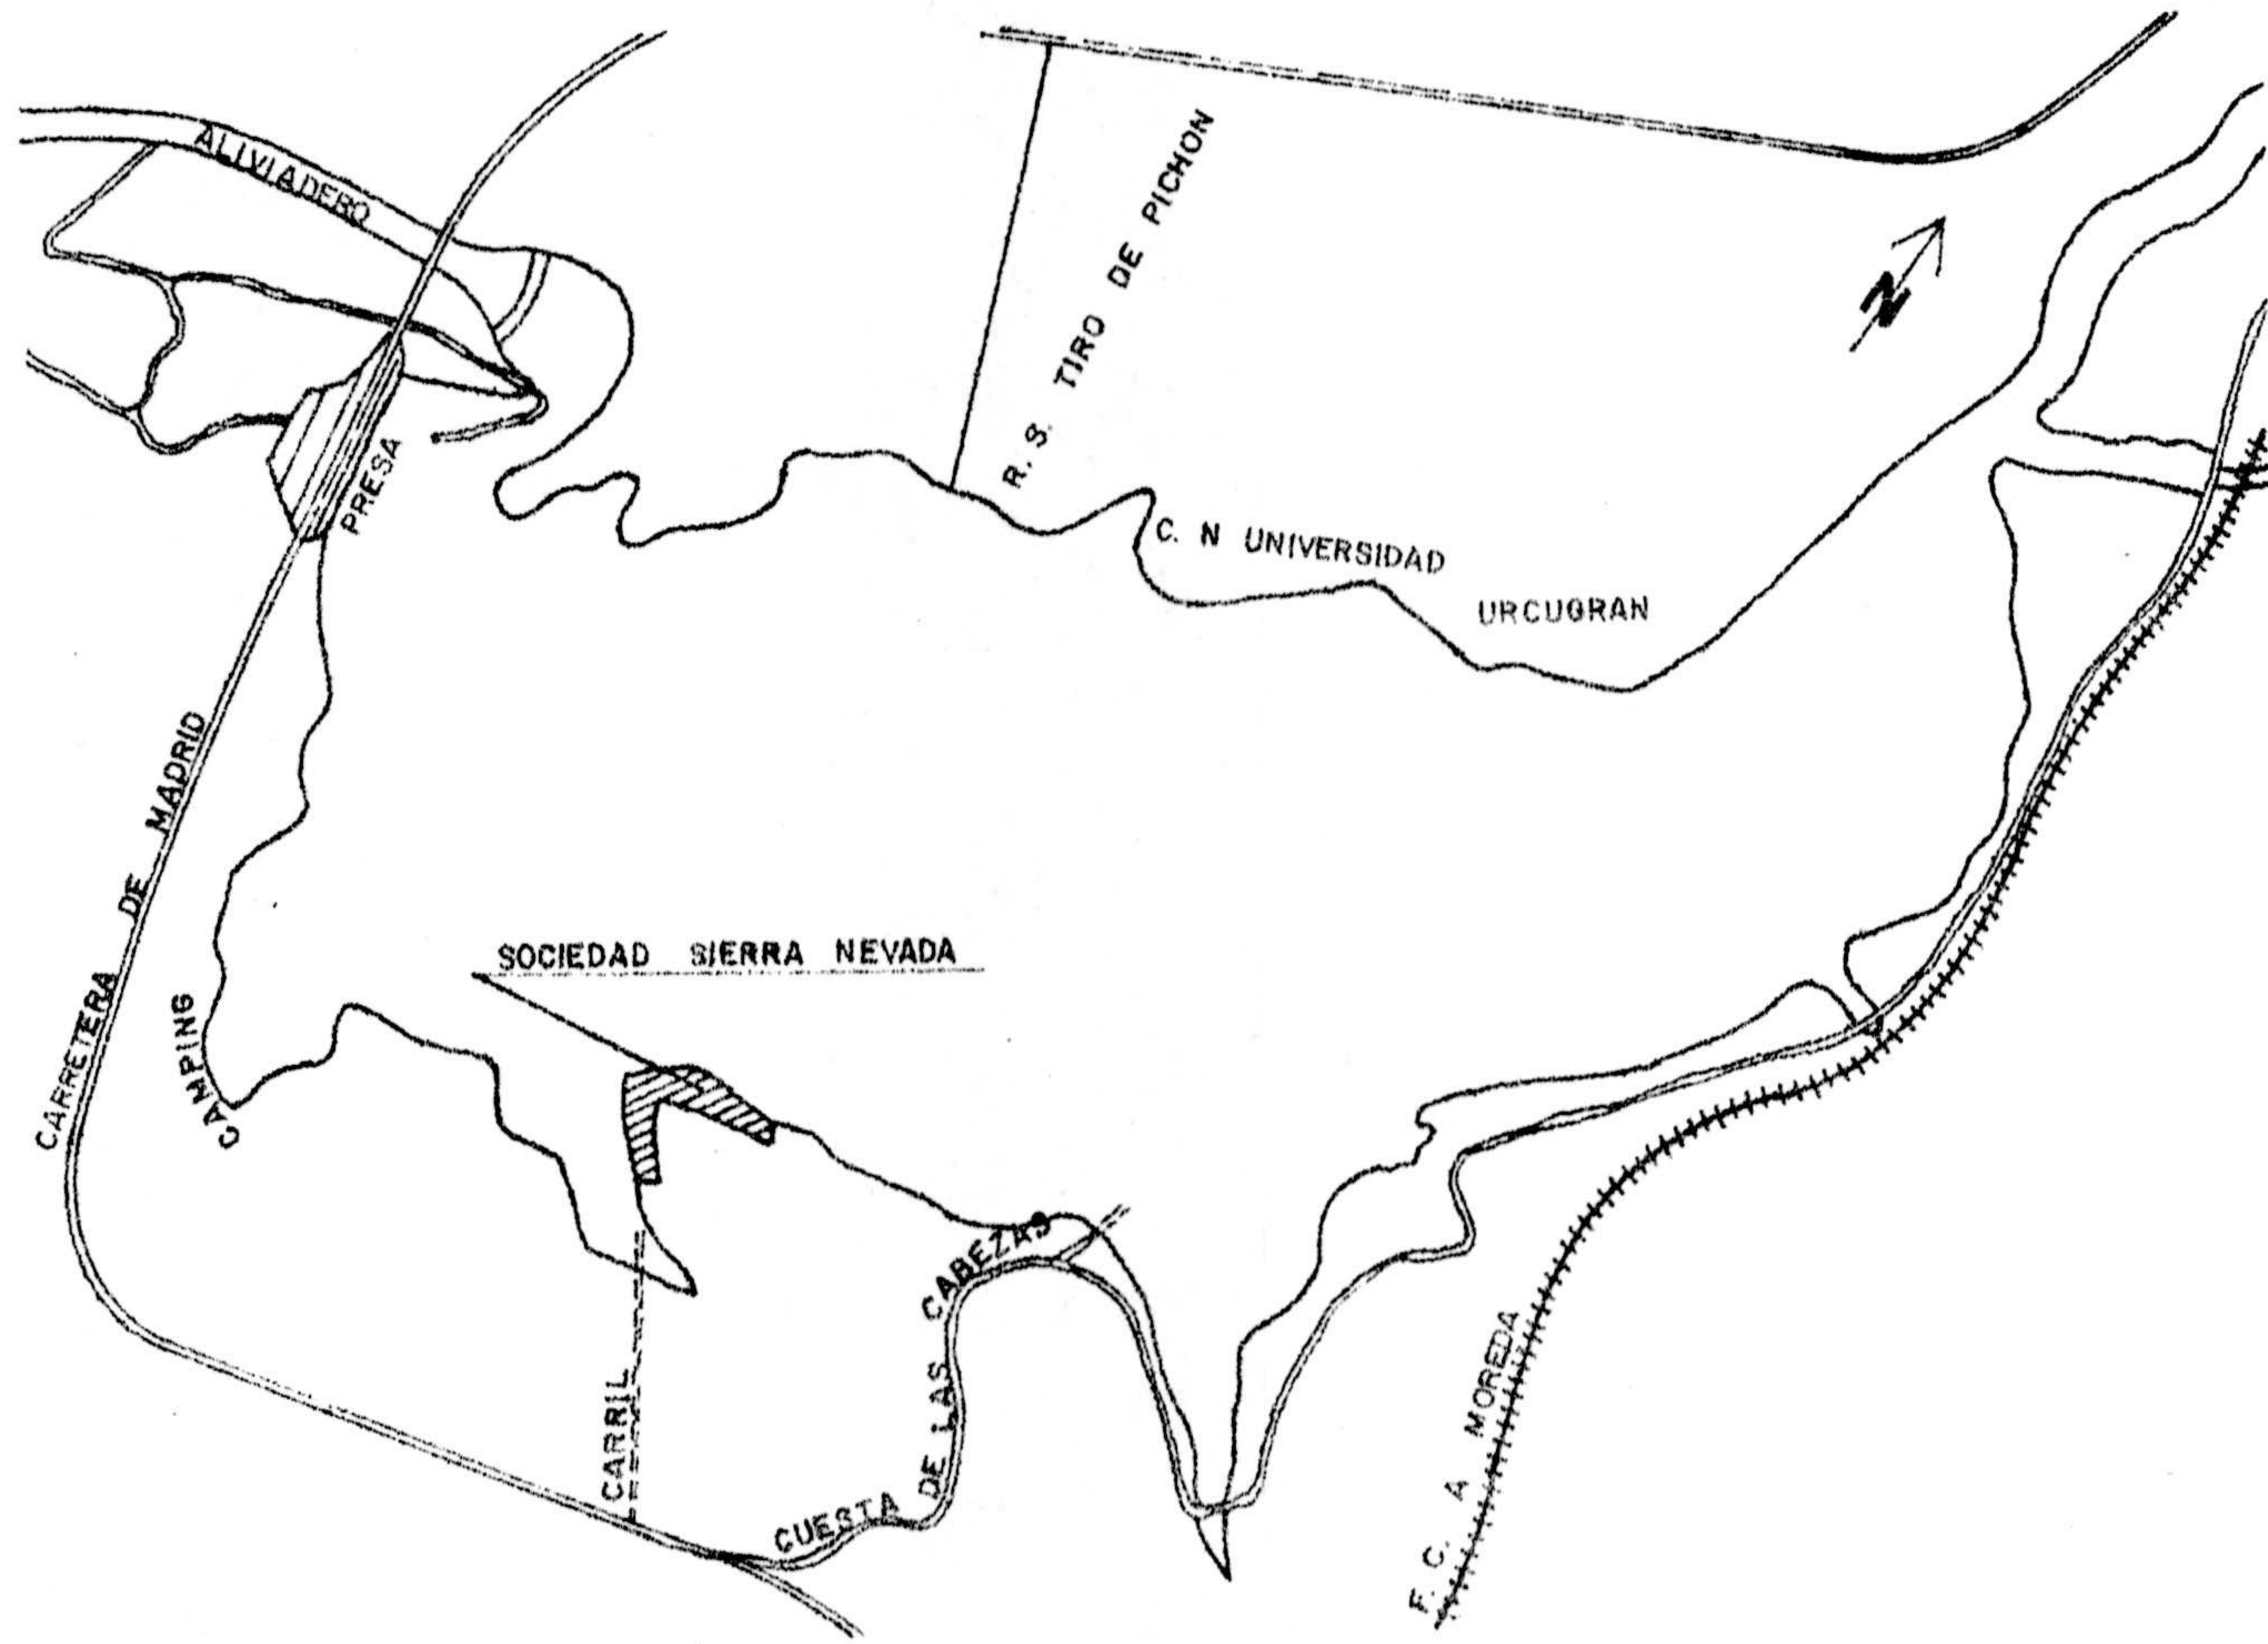 ALIVIADERO
R. S. TIRO DE PICHON
N
PRESA
C. N UNIVERSIDAD
URCUGRAN
CARRETERA DE MADRID
SOCIEDAD SIERRA NEVADA
CAMPING
CARRIL
CUESTA DE LAS CABEZAS
F. C. A MOREDA